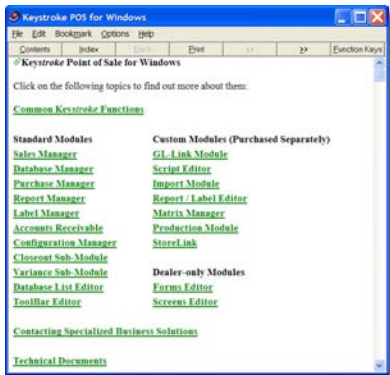 Keystroke POS for Windows
File Edit Bookmark Options Help
Contents Index Back Print << >> Function Keys
Keystroke Point of Sale for Windows
Click on the following topics to find out more about them:
Common Keystroke Functions
Standard Modules Custom Modules (Purchased Separately)
Sales Manager GL-Link Module
Database Manager Script Editor
Purchase Manager Import Module
Report Manager Report / Label Editor
Label Manager Matrix Manager
Accounts Receivable Production Module
Configuration Manager StoreLink
Closeout Sub-Module
Variance Sub-Module Dealer-only Modules
Database List Editor Forms Editor
ToolBar Editor Screens Editor
Contacting Specialized Business Solutions
Technical Documents